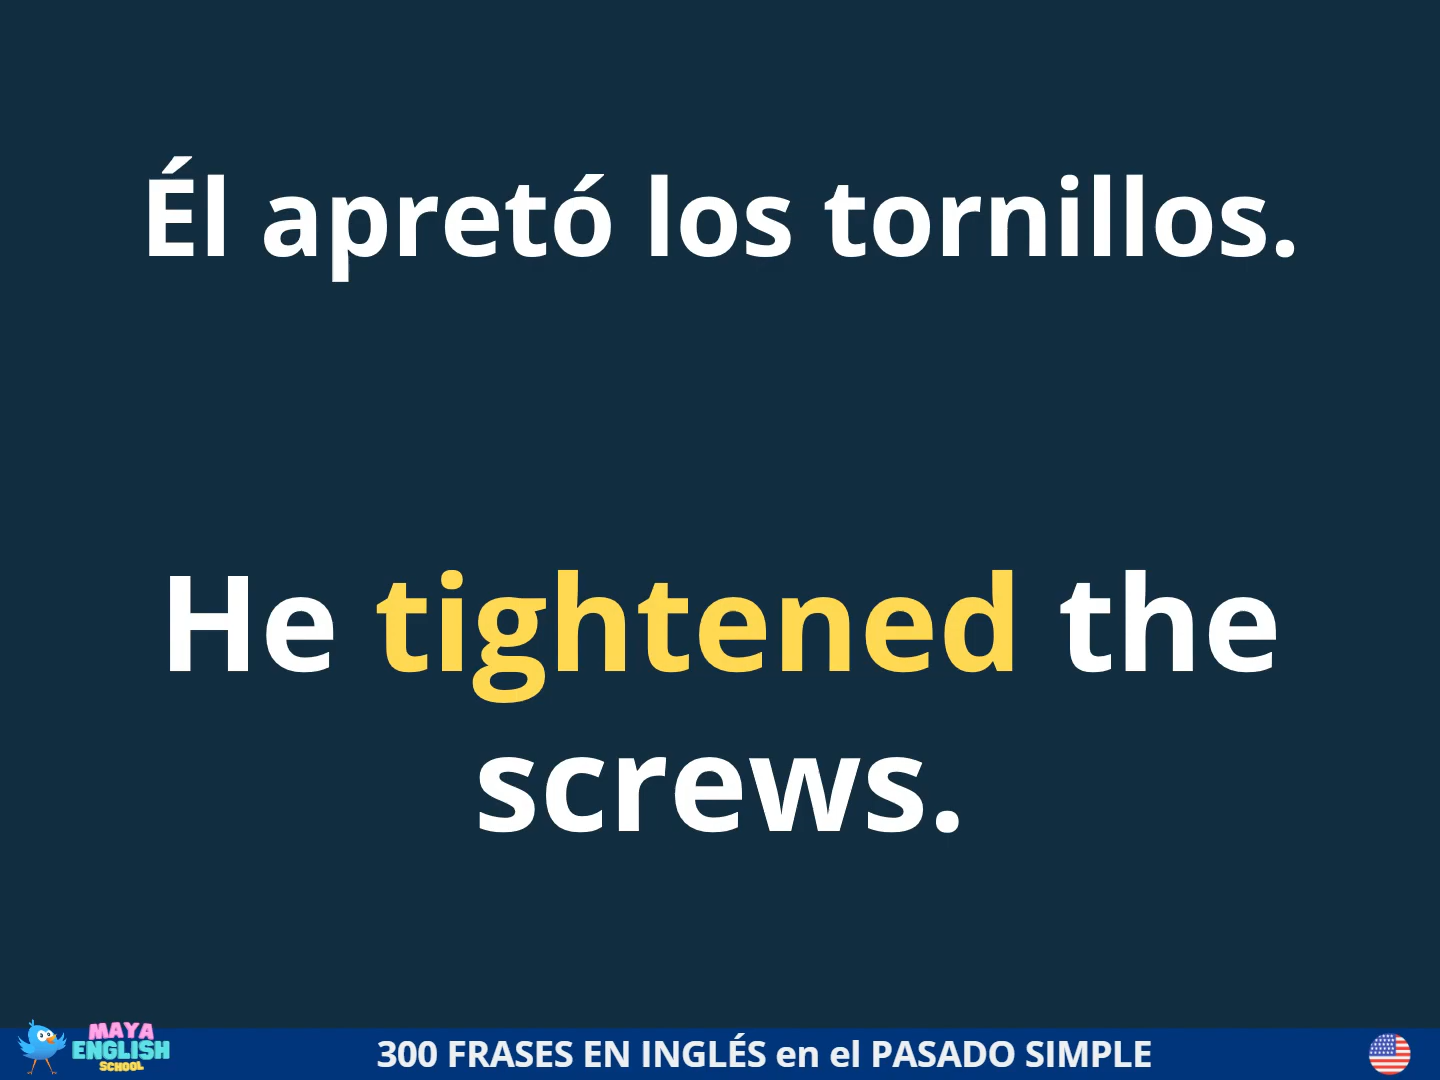 Él apretó los tornillos.
He tightened the
screws.
MAYA
ENGLISH
SCHOOL
300 FRASES EN INGLÉS en el PASADO SIMPLE